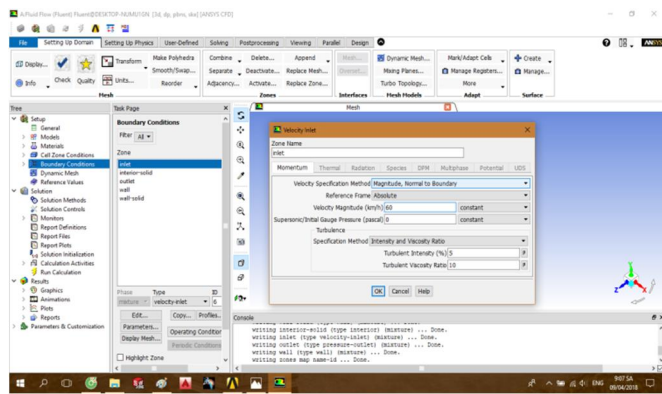 A:Fluid Flow (Fluent) Fluent@DESKTOP-NUMU1GN [3d, dp, pbns, ske] [ANSYS CFD]
File Setting Up Domain Setting Up Physics User-Defined Solving Postprocessing Viewing Parallel Design ANSYS
Display... Transform Make Polyhedra Combine Delete... Append Mesh... Dynamic Mesh... Mark/Adapt Cells Create
Info Check Quality Smooth/Swap... Separate Deactivate... Replace Mesh... Overset... Mixing Planes... Manage Registers... Manage...
Units... Reorder Adjacency... Activate... Replace Zone... Turbo Topology... More
Mesh Zones Interfaces Mesh Models Adapt Surface
Tree
Setup
General
Models
Materials
Cell Zone Conditions
Boundary Conditions
Dynamic Mesh
Reference Values
Solution
Solution Methods
Solution Controls
Monitors
Report Definitions
Report Files
Report Plots
Solution Initialization
Calculation Activities
Run Calculation
Results
Graphics
Animations
Plots
Reports
Parameters & Customization
Task Page
Boundary Conditions
Filter All
Zone
inlet
interior-solid
outlet
wall
wall-solid
Phase Type ID
mixture velocity-inlet 6
Edit... Copy... Profiles...
Parameters... Operating Condition
Display Mesh... Periodic Conditions
Highlight Zone
Mesh
Velocity Inlet
Zone Name
inlet
Momentum Thermal Radiation Species DPM Multiphase Potential UDS
Velocity Specification Method Magnitude, Normal to Boundary
Reference Frame Absolute
Velocity Magnitude (km/h) 60 constant
Supersonic/Initial Gauge Pressure (pascal) 0 constant
Turbulence
Specification Method Intensity and Viscosity Ratio
Turbulent Intensity (%) 5 P
Turbulent Viscosity Ratio 10 P
OK Cancel Help
Y
Z X
Console
writing interior-solid (type interior) (mixture) ... Done.
writing inlet (type velocity-inlet) (mixture) ... Done.
writing outlet (type pressure-outlet) (mixture) ... Done.
writing wall (type wall) (mixture) ... Done.
writing zones map name-id ... Done.
ENG 9:07 SA
09/04/2018